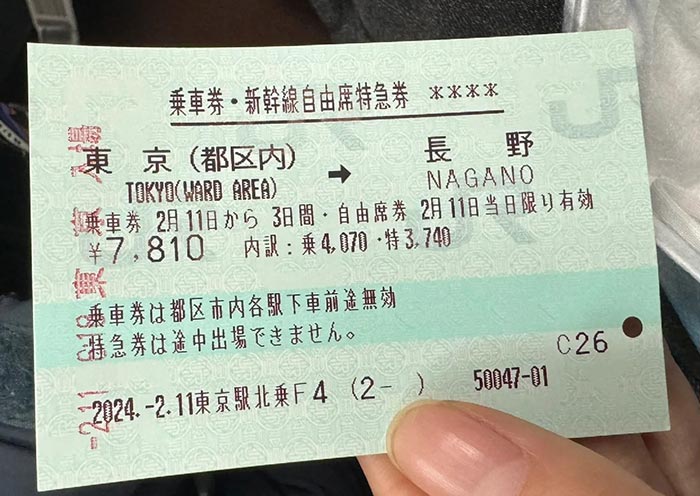 乗車券・新幹線自由席特急券 ****
東京(都区内) → 長野
TOKYO(WARD AREA) NAGANO
乗車券 2月11日から 3日間・自由席券 2月11日当日限り有効
¥7,810 内訳:乗4,070・特3,740
乗車券は都区市内各駅下車前途無効
特急券は途中出場できません。
C26
2024.-2.11東京駅北乗F4 (2- ) 50047-01